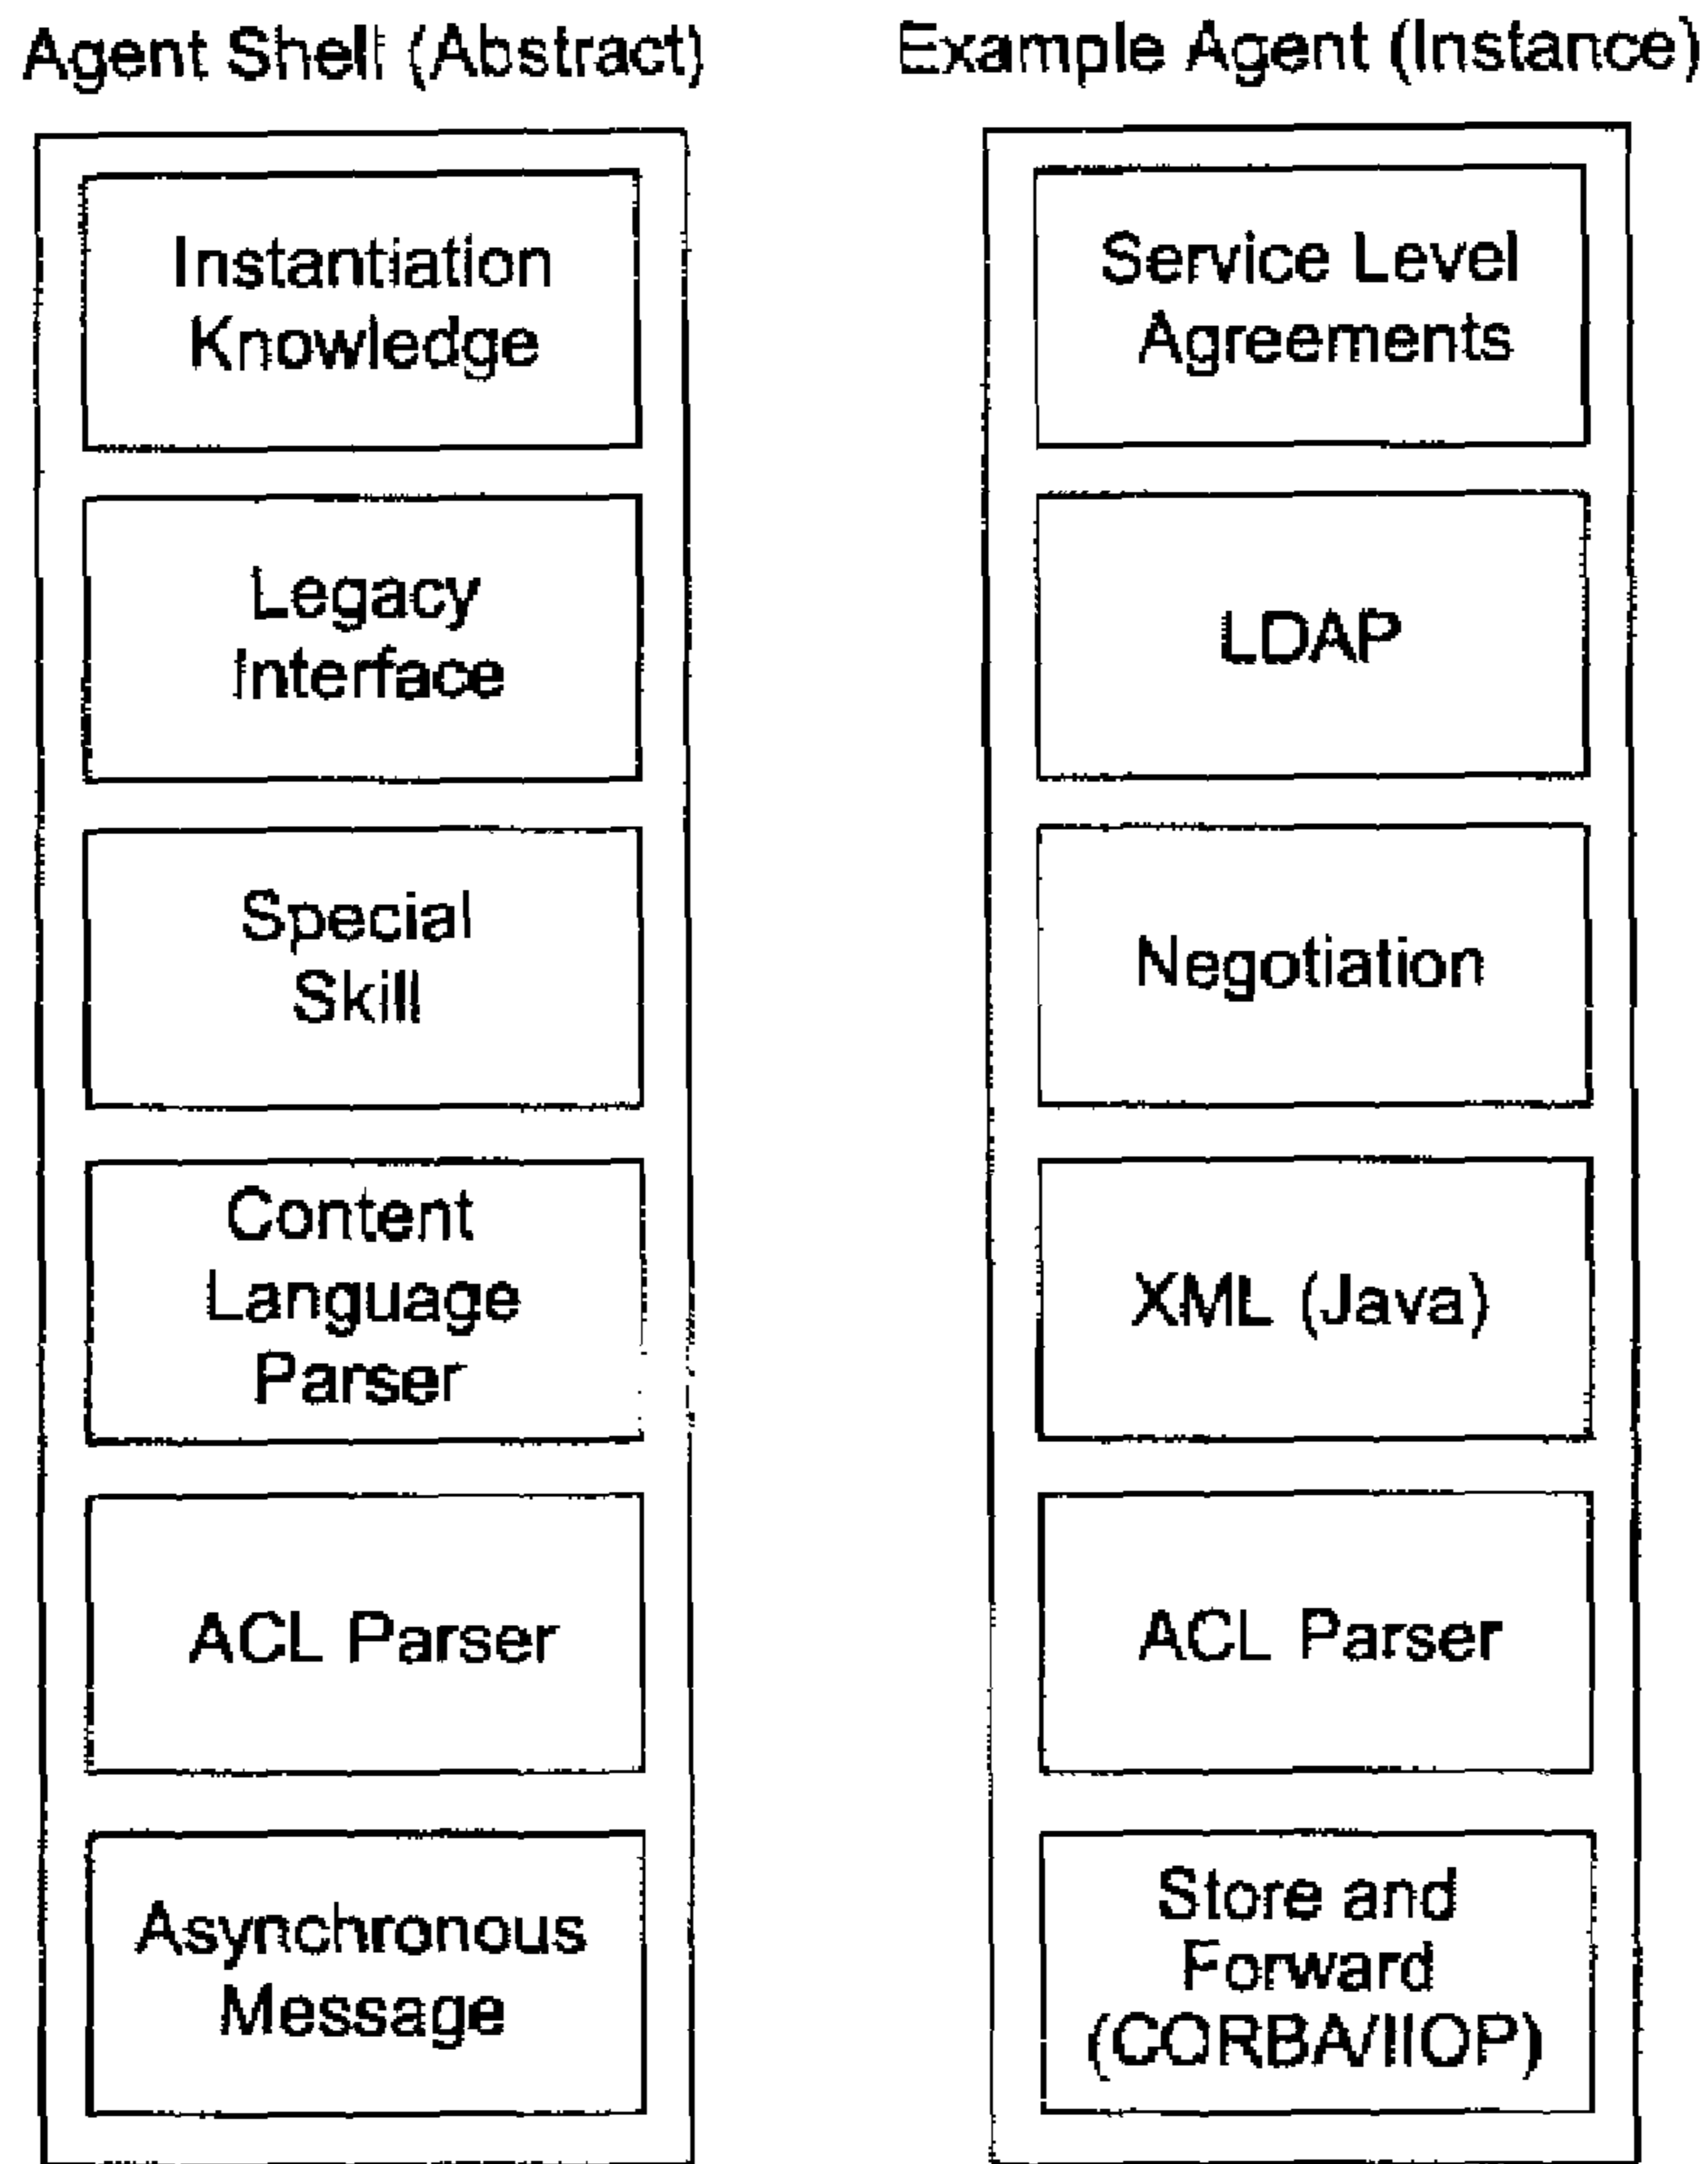 Agent Shell (Abstract)
Instantiation
Knowledge
Legacy
Interface
Special
Skill
Content
Language
Parser
ACL Parser
Asynchronous
Message
Example Agent (Instance)
Service Level
Agreements
LDAP
Negotiation
XML (Java)
ACL Parser
Store and
Forward
(CORBA/IIOP)